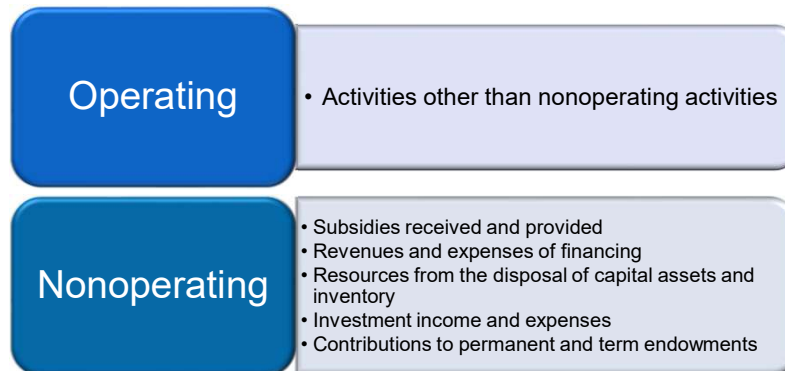 Operating
• Activities other than nonoperating activities
Nonoperating
• Subsidies received and provided
• Revenues and expenses of financing
• Resources from the disposal of capital assets and
inventory
• Investment income and expenses
• Contributions to permanent and term endowments